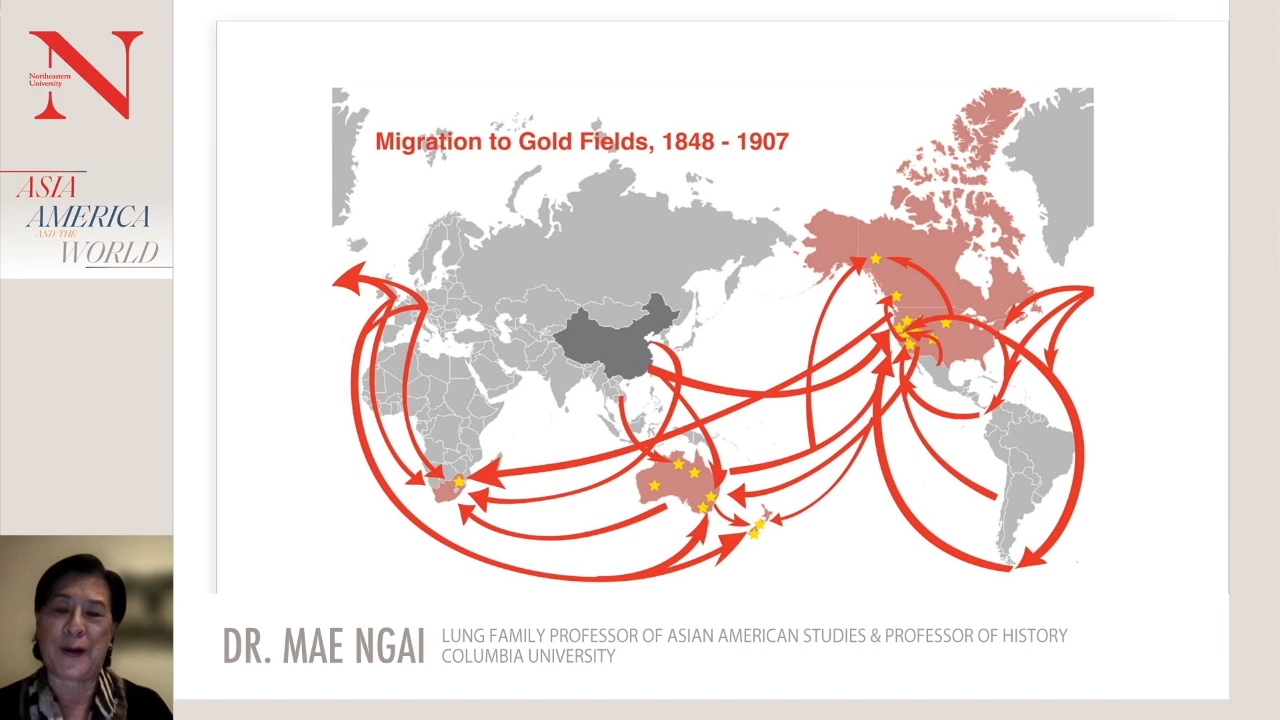 Northeastern
University
ASIA
AMERICA
AND THE
WORLD
Migration to Gold Fields, 1848 - 1907
DR. MAE NGAI
LUNG FAMILY PROFESSOR OF ASIAN AMERICAN STUDIES & PROFESSOR OF HISTORY
COLUMBIA UNIVERSITY